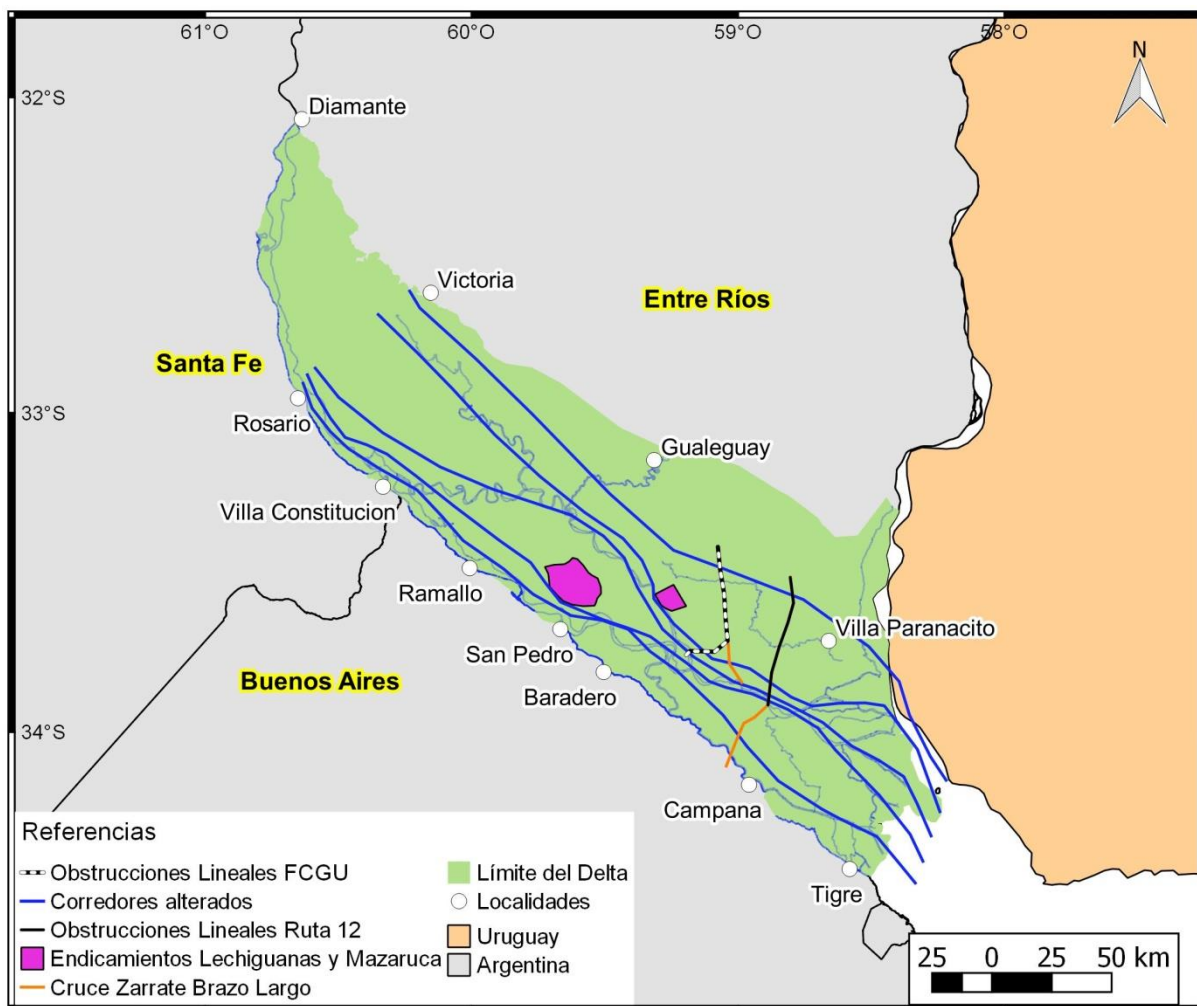 61°O 60°O 59°O 58°O
N
32°S
Diamante
Victoria
Entre Ríos
Santa Fe
33°S
Rosario
Gualeguay
Villa Constitucion
Ramallo
Villa Paranacito
San Pedro
Buenos Aires
Baradero
34°S
Campana
Tigre
Referencias
Obstrucciones Lineales FCGU
Corredores alterados
Obstrucciones Lineales Ruta 12
Endicamientos Lechiguanas y Mazaruca
Cruce Zarrate Brazo Largo
Límite del Delta
Localidades
Uruguay
Argentina
25 0 25 50 km